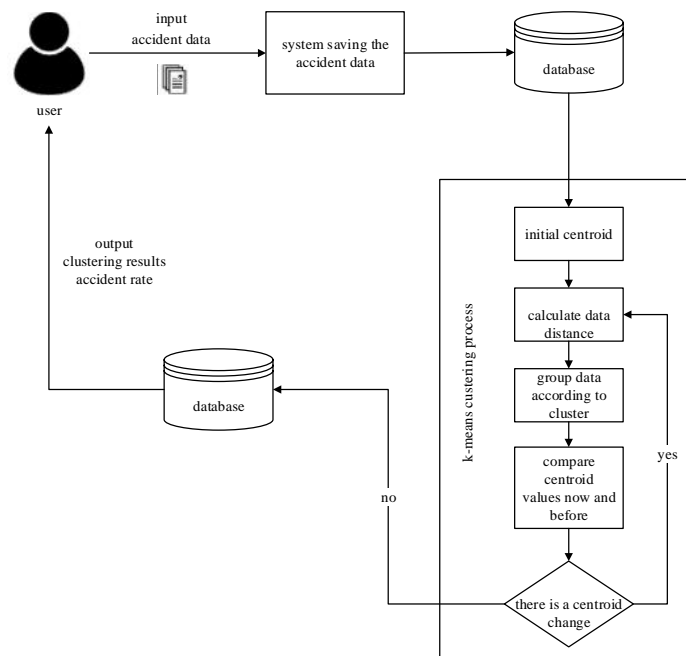 input
accident data
system saving the
accident data
database
user
initial centroid
output
clustering results
accident rate
k-means custering process
calculate data
distance
database
group data
according to
cluster
yes
compare
centroid
values now and
before
no
there is a centroid
change